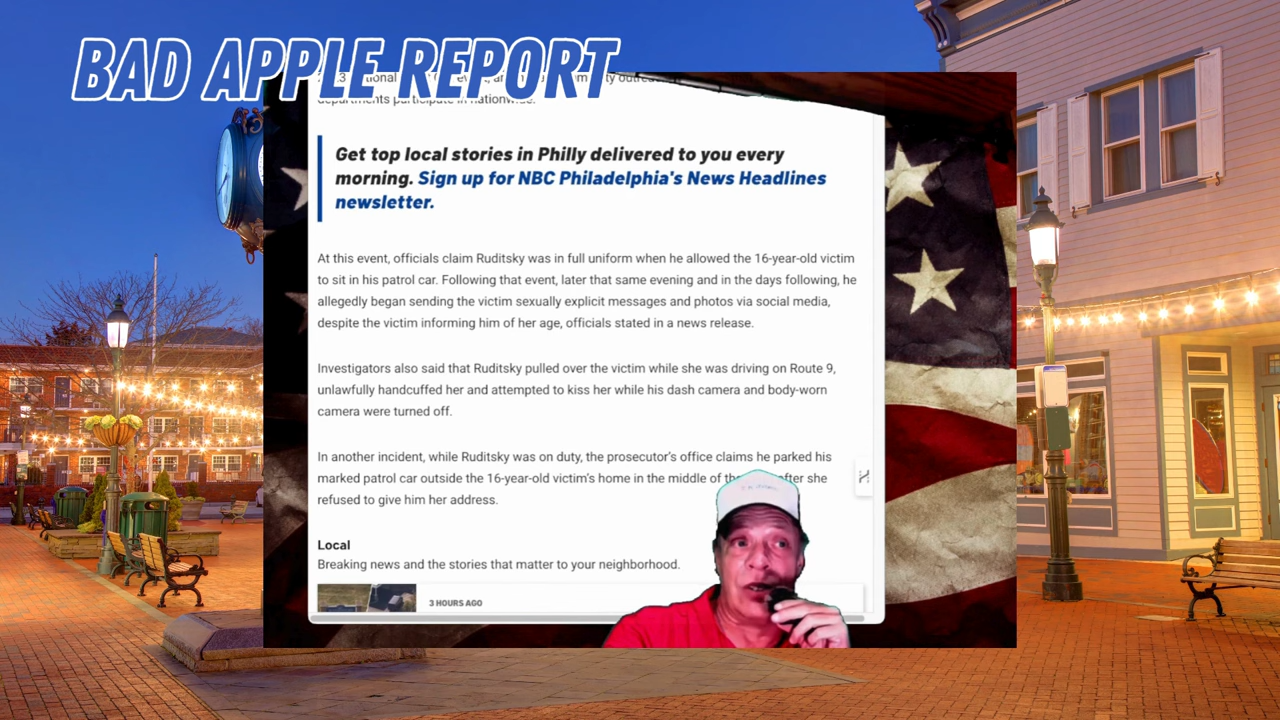 BAD APPLE REPORT
departments participate in nationwide.
Get top local stories in Philly delivered to you every
morning. Sign up for NBC Philadelphia's News Headlines
newsletter.
At this event, officials claim Ruditsky was in full uniform when he allowed the 16-year-old victim
to sit in his patrol car. Following that event, later that same evening and in the days following, he
allegedly began sending the victim sexually explicit messages and photos via social media,
despite the victim informing him of her age, officials stated in a news release.
Investigators also said that Ruditsky pulled over the victim while she was driving on Route 9,
unlawfully handcuffed her and attempted to kiss her while his dash camera and body-worn
camera were turned off.
In another incident, while Ruditsky was on duty, the prosecutor's office claims he parked his
marked patrol car outside the 16-year-old victim's home in the middle of the after she
refused to give him her address.
Local
Breaking news and the stories that matter to your neighborhood.
3 HOURS AGO